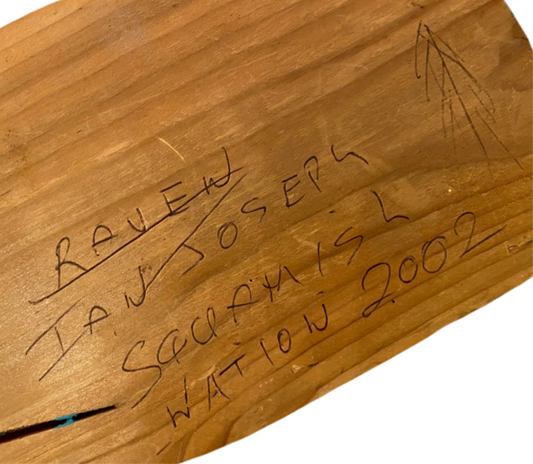 RAVEN
IAN JOSEPH
SQUAMISH
NATION 2002